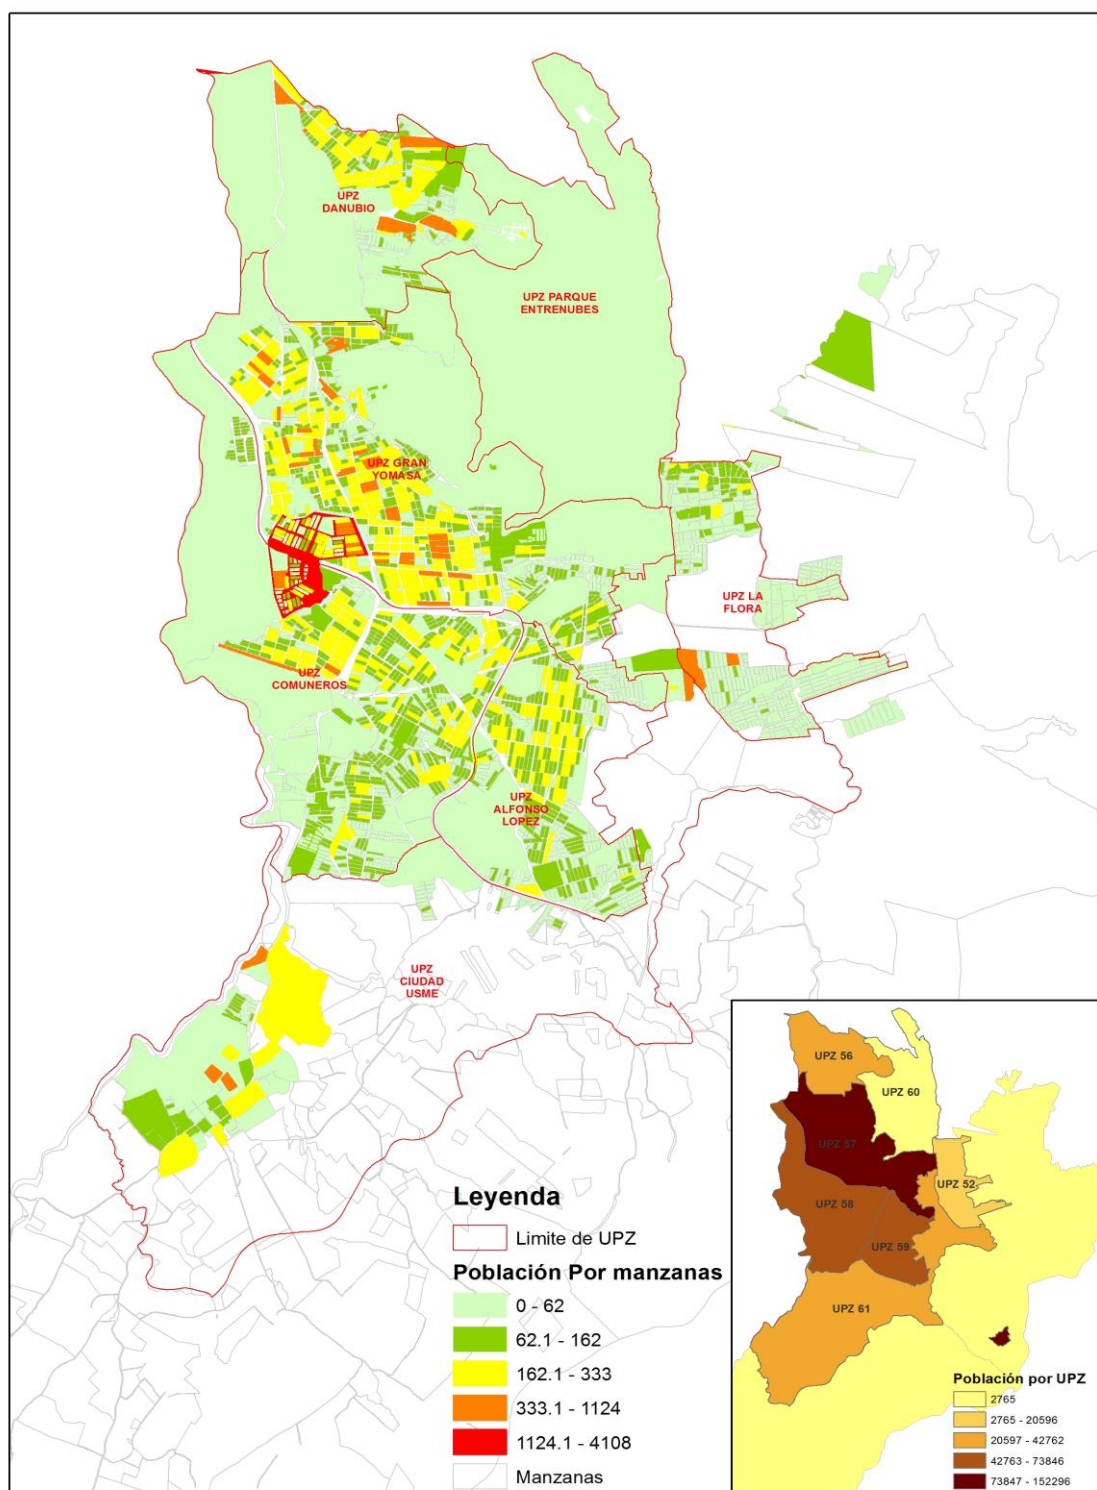 UPZ
DANUBIO
UPZ PARQUE
ENTRENUBES
UPZ GRAN
YOMASA
UPZ LA
FLORA
UPZ
COMUNEROS
UPZ
ALFONSO
LOPEZ
UPZ
CIUDAD
USME
Leyenda
Limite de UPZ
Población Por manzanas
0 - 62
62.1 - 162
162.1 - 333
333.1 - 1124
1124.1 - 4108
Manzanas
UPZ 56
UPZ 60
UPZ 57
UPZ 52
UPZ 58
UPZ 59
UPZ 61
Población por UPZ
2765
2765 - 20596
20597 - 42762
42763 - 73846
73847 - 152296